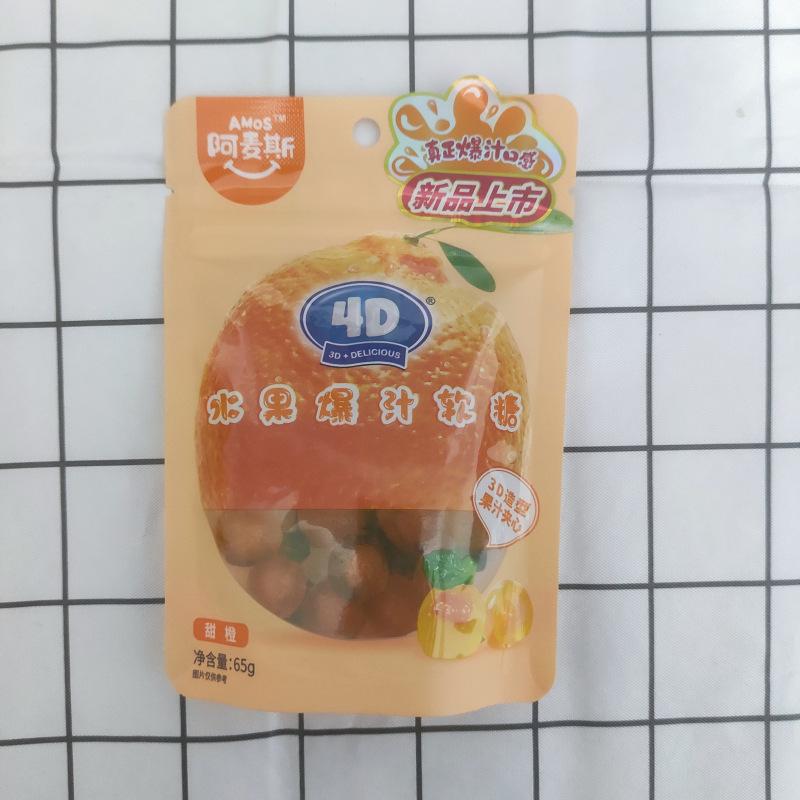 AMOS™
阿麦斯
真正爆汁口感
新品上市
4D®
3D + DELICIOUS
水果爆汁软糖
3D造型
果汁夹心
甜橙
净含量:65g
图片仅供参考